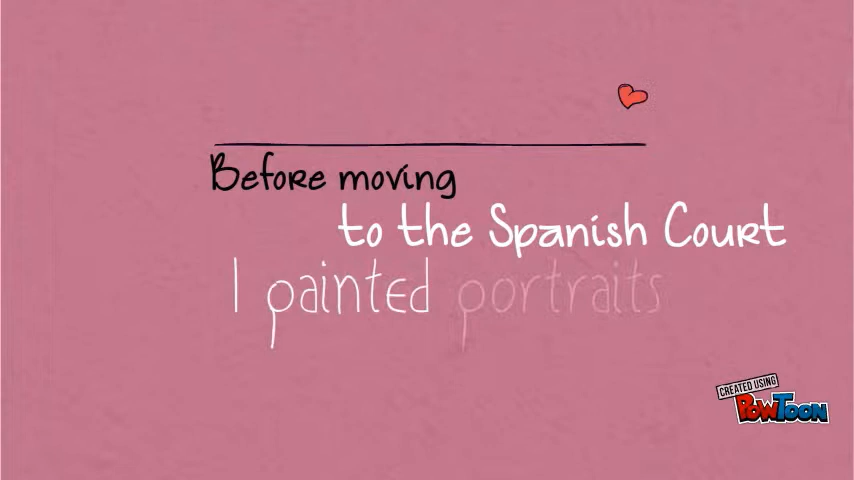 Before moving
to the Spanish Court
I painted portraits
CREATED USING
POWTOON